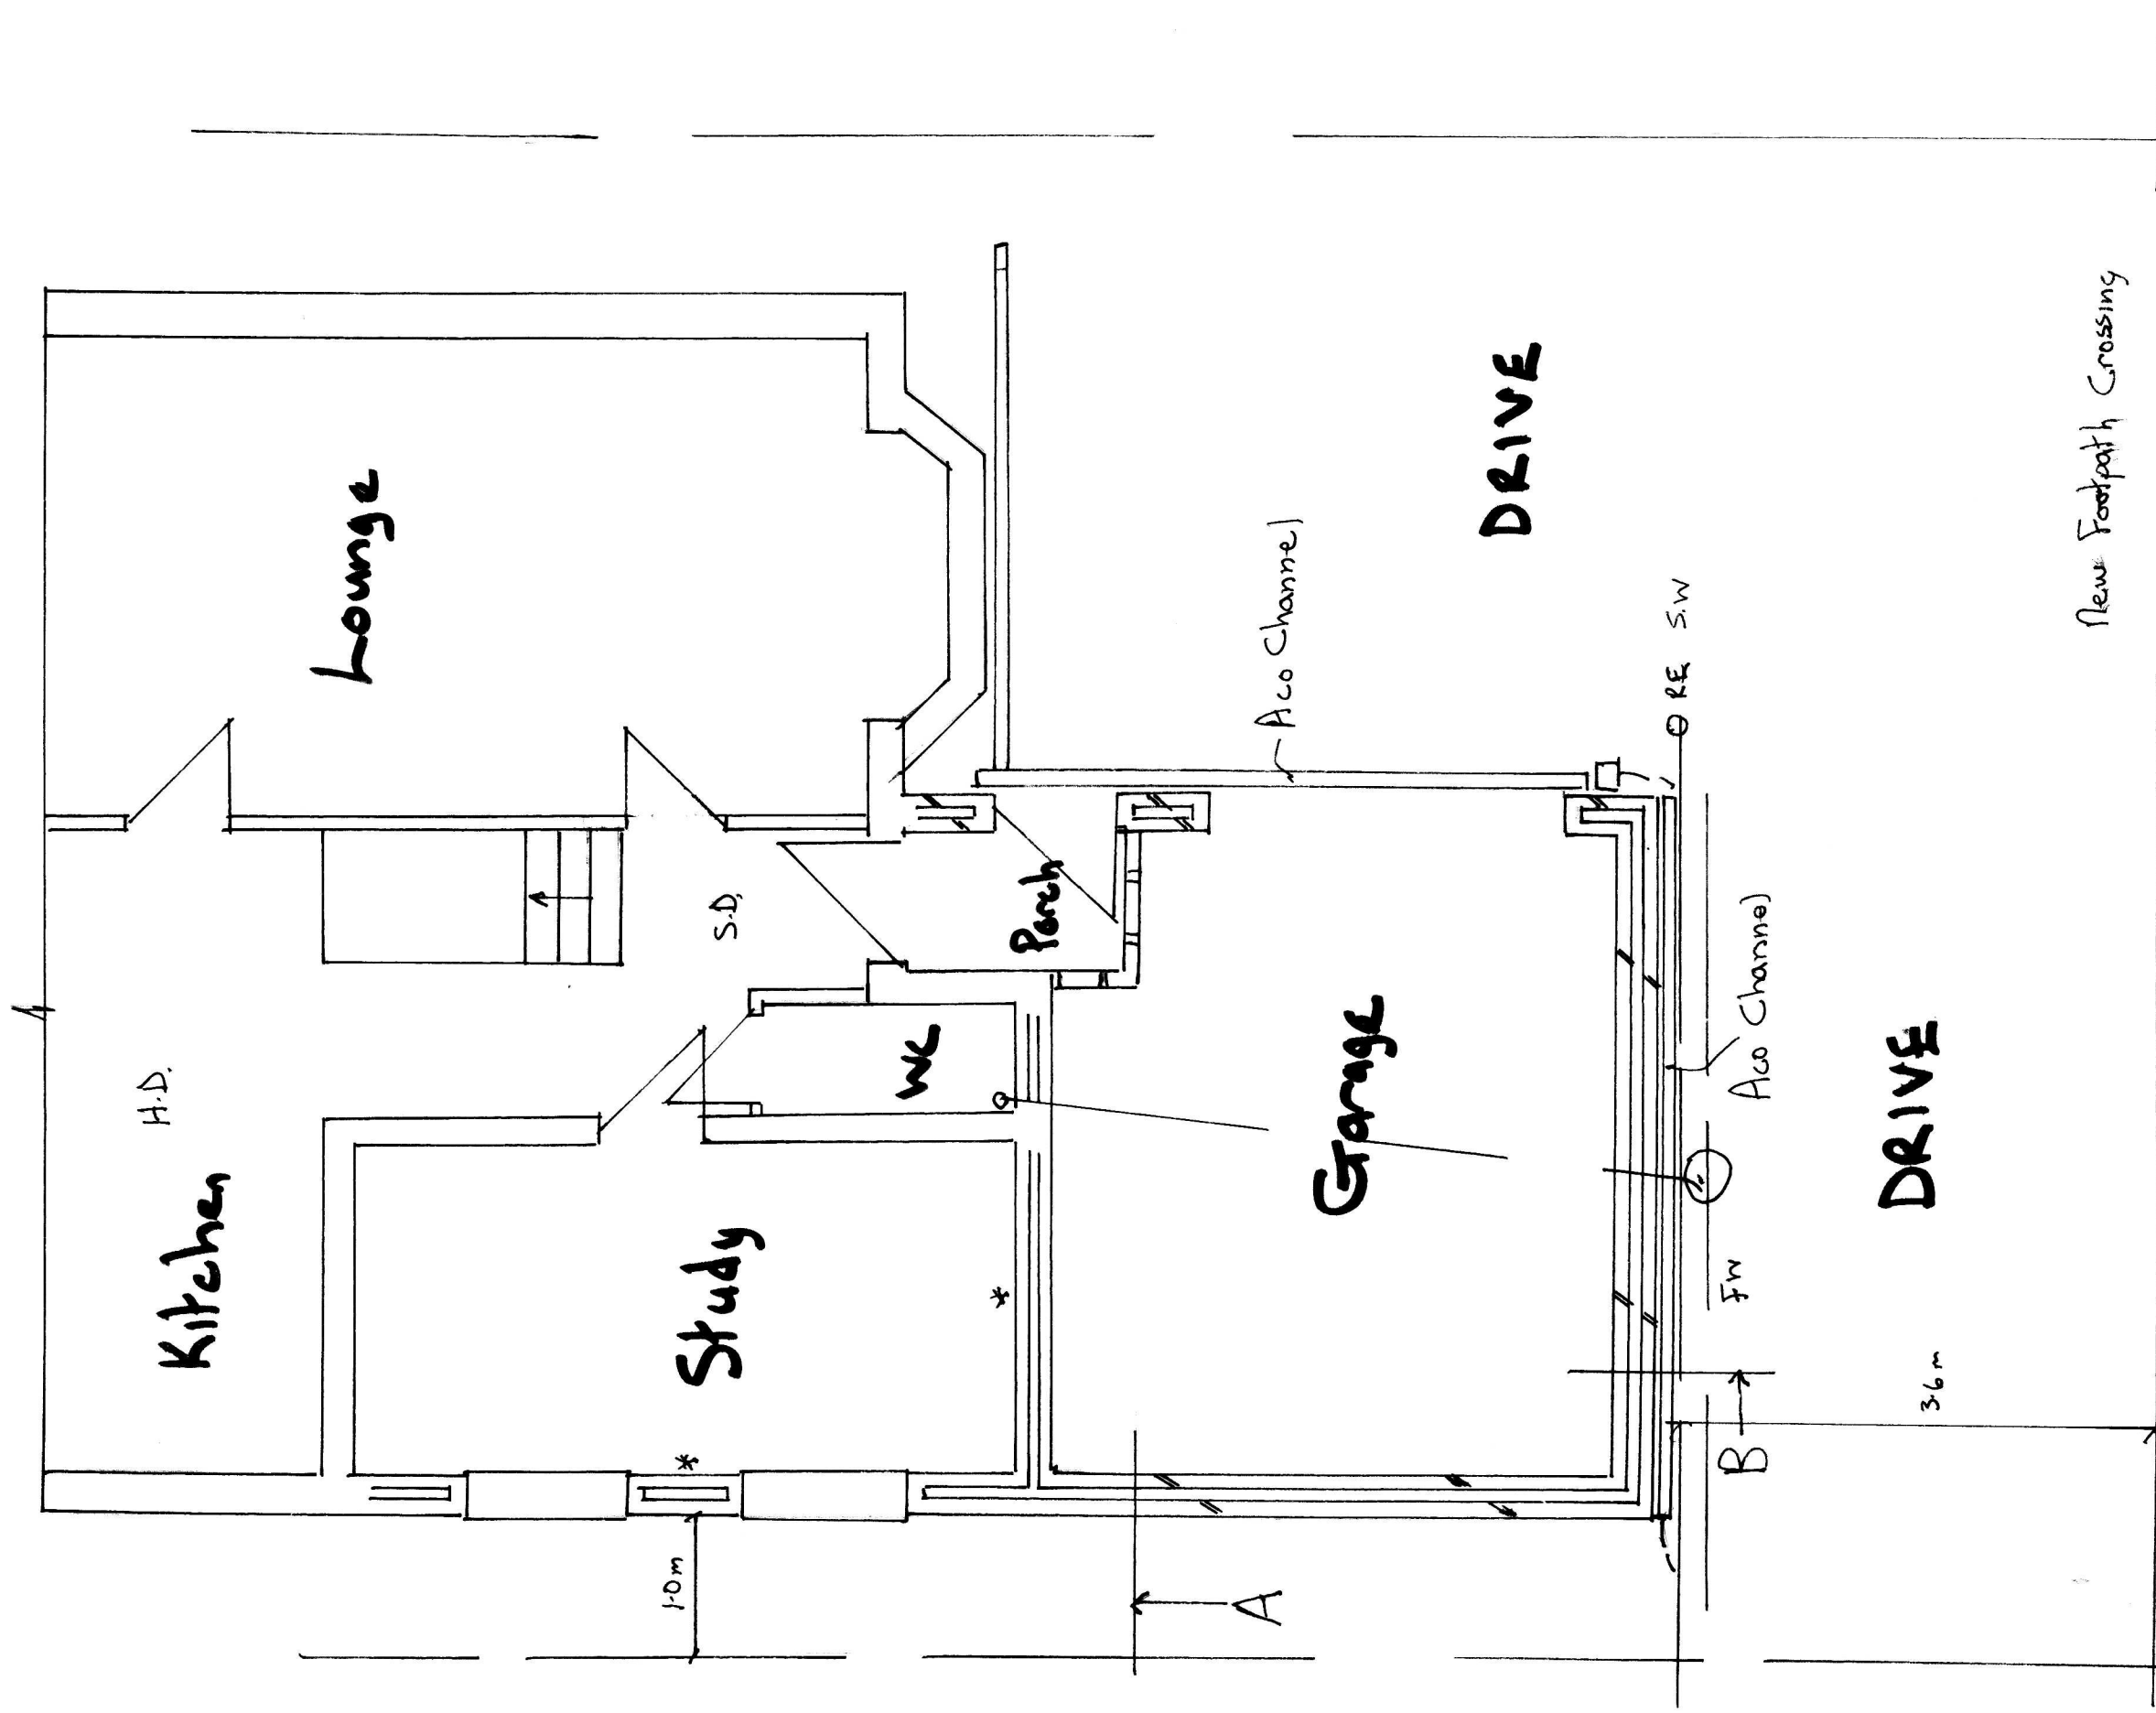 Kitchen
H.D.
Lounge
Study
*
S.D.
WC
Porch
*
1.0m
Garage
A
Aco Channel
DRIVE
RE S.W
Aco Channel
FW
B
DRIVE
3.6m
New Footpath Crossing